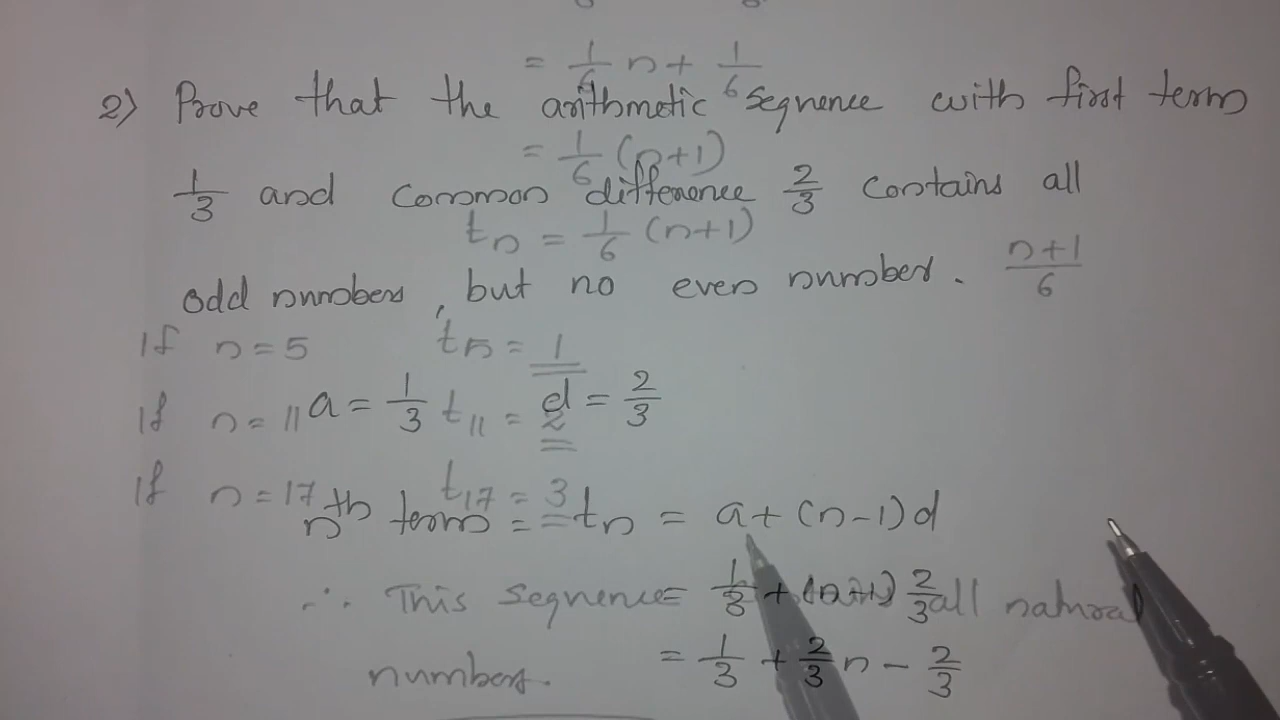 = 1/6 n + 1/6
2) Prove that the arithmetic sequence with first term
= 1/6 (n+1)
1/3 and common difference 2/3 contains all
tn = 1/6 (n+1)
odd numbers, but no even number. n+1/6
If n = 5 t5 = 1
a = 1/3 d = 2/3
If n = 11 t11 = 2
If n = 17 t17 = 3
nth term = tn = a + (n-1)d
∴ This sequence all natural
= 1/3 + (n-1) 2/3
numbers.
= 1/3 + 2/3 n - 2/3